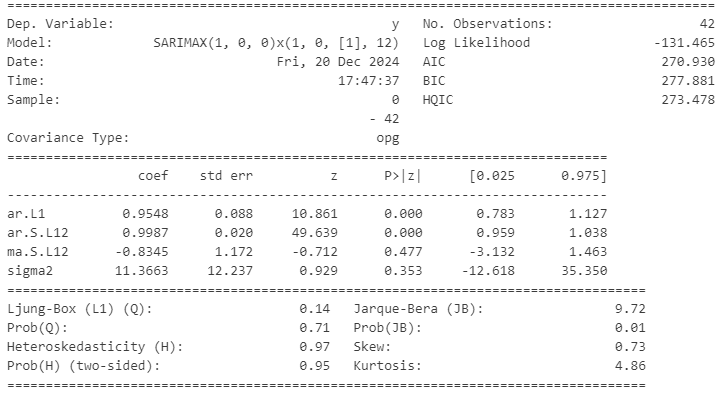 ==============================================================================================
Dep. Variable:                                  y   No. Observations:                   42
Model:             SARIMAX(1, 0, 0)x(1, 0, [1], 12)   Log Likelihood                -131.465
Date:                            Fri, 20 Dec 2024   AIC                            270.930
Time:                                    17:47:37   BIC                            277.881
Sample:                                         0   HQIC                           273.478
                                             - 42
Covariance Type:                              opg
==============================================================================
                 coef    std err          z      P>|z|      [0.025      0.975]
------------------------------------------------------------------------------
ar.L1          0.9548      0.088     10.861      0.000       0.783       1.127
ar.S.L12       0.9987      0.020     49.639      0.000       0.959       1.038
ma.S.L12      -0.8345      1.172     -0.712      0.477      -3.132       1.463
sigma2        11.3663     12.237      0.929      0.353     -12.618      35.350
===================================================================================
Ljung-Box (L1) (Q):                   0.14   Jarque-Bera (JB):                 9.72
Prob(Q):                              0.71   Prob(JB):                         0.01
Heteroskedasticity (H):               0.97   Skew:                             0.73
Prob(H) (two-sided):                  0.95   Kurtosis:                         4.86
===================================================================================